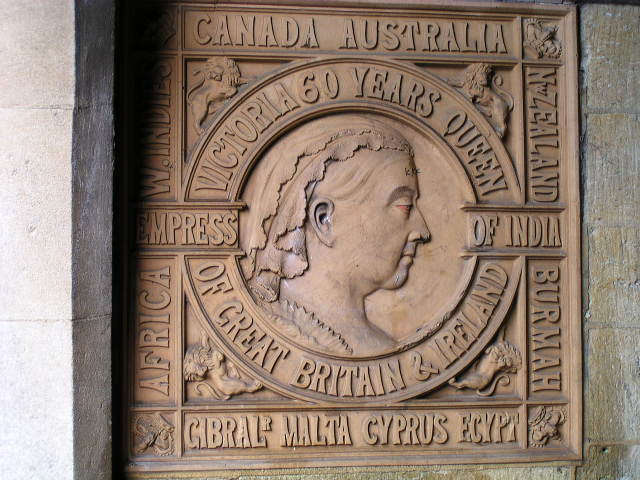 CANADA AUSTRALIA
W. INDIES
NW ZEALAND
VICTORIA 60 YEARS QUEEN
EMPRESS OF INDIA
OF GREAT BRITAIN & IRELAND
AFRICA
BURMAH
GIBRALR MALTA CYPRUS EGYPT